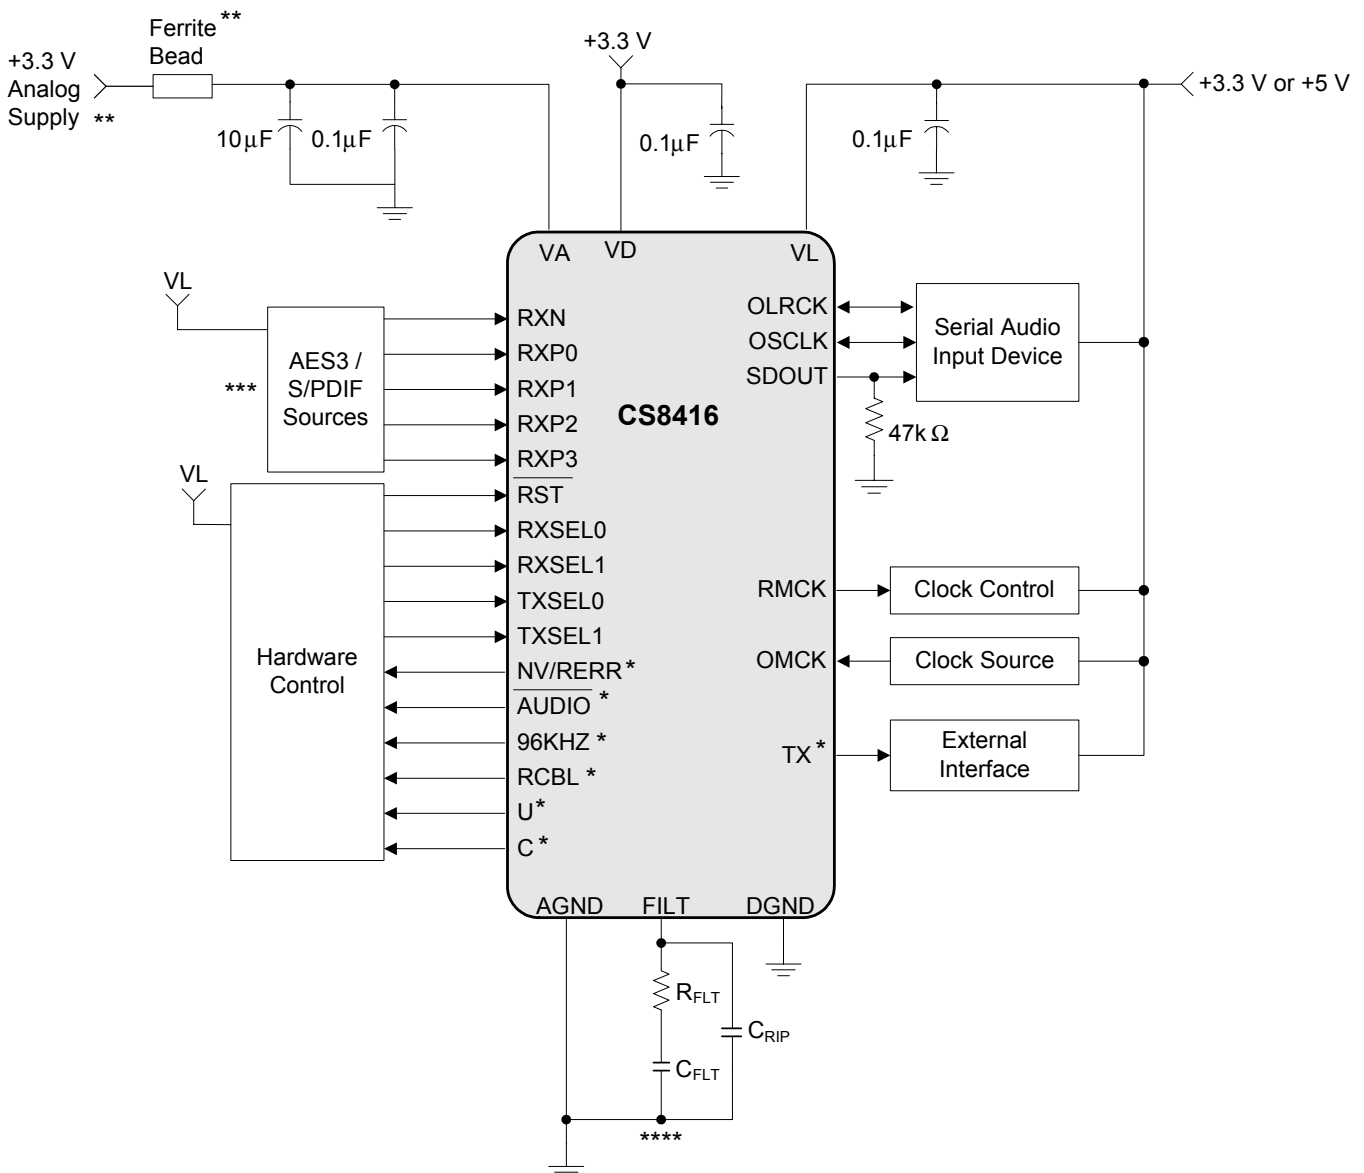 Ferrite **
Bead
+3.3 V
Analog
Supply **
+3.3 V
+3.3 V or +5 V
10µF
0.1µF
0.1µF
0.1µF
VA
VD
VL
VL
AES3 /
S/PDIF
Sources
***
RXN
RXP0
RXP1
RXP2
RXP3
VL
Hardware
Control
RST
RXSEL0
RXSEL1
TXSEL0
TXSEL1
NV/RERR*
AUDIO *
96KHZ *
RCBL *
U*
C*
CS8416
OLRCK
OSCLK
SDOUT
Serial Audio
Input Device
47k Ω
RMCK
Clock Control
OMCK
Clock Source
TX*
External
Interface
AGND
FILT
DGND
RFLT
CRIP
CFLT
****